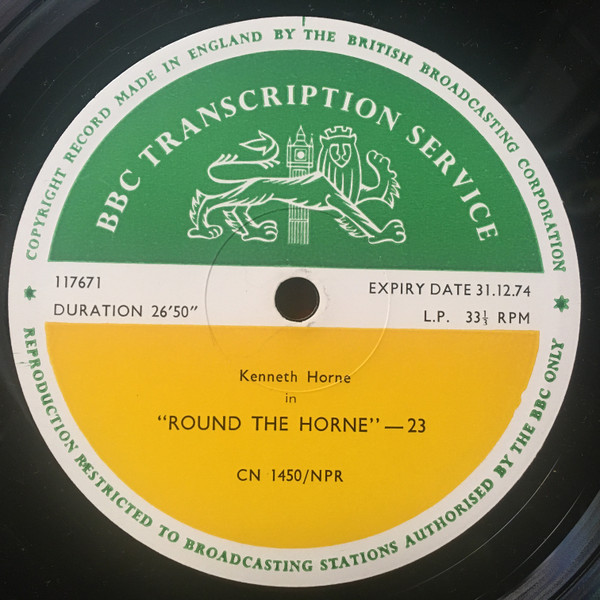 COPYRIGHT RECORD MADE IN ENGLAND BY THE BRITISH BROADCASTING CORPORATION
BBC TRANSCRIPTION SERVICE
117671
EXPIRY DATE 31.12.74
DURATION 26'50"
L.P. 33⅓ RPM
Kenneth Horne
in
"ROUND THE HORNE" — 23
CN 1450/NPR
REPRODUCTION RESTRICTED TO BROADCASTING STATIONS AUTHORISED BY THE BBC ONLY